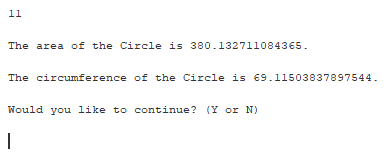 11
The area of the Circle is 380.132711084365.
The circumference of the Circle is 69.11503837897544.
Would you like to continue? (Y or N)